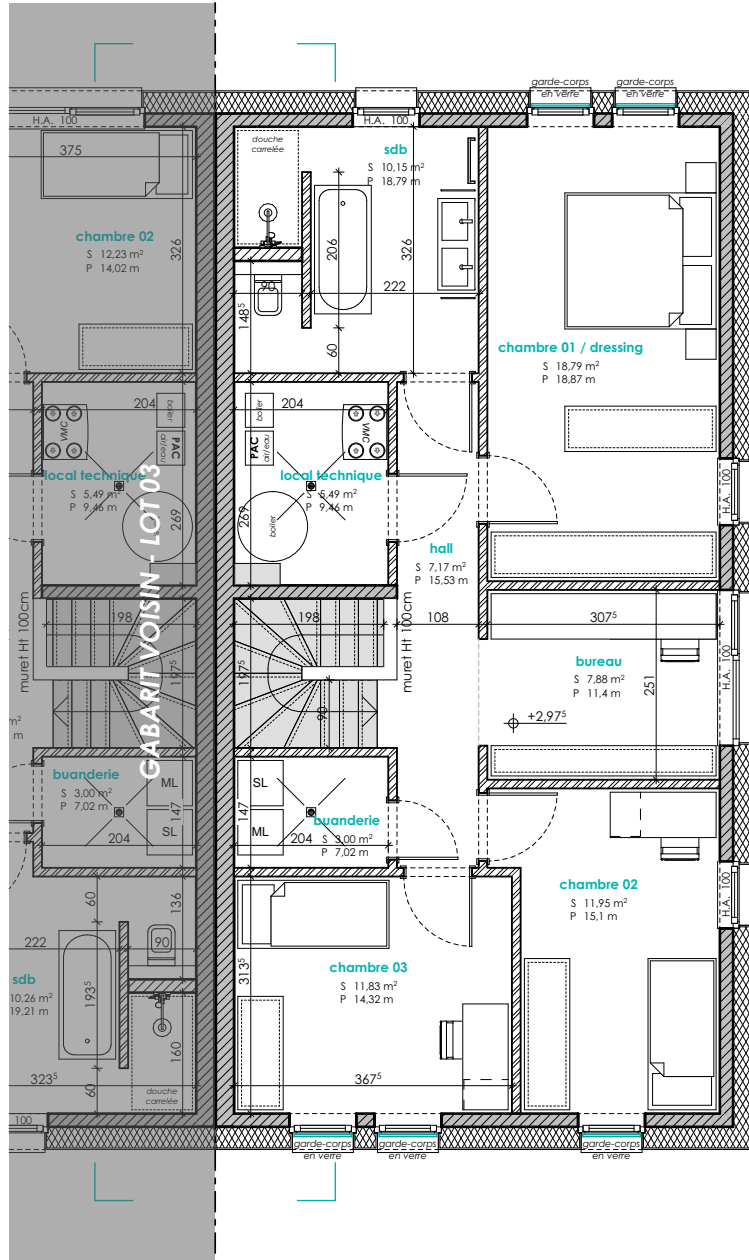 garde-corps
en verre
garde-corps
en verre
H.A. 100
H.A. 100
375
douche
carrelée
sdb
S 10,15 m²
P 18,79 m
chambre 02
S 12,23 m²
P 14,02 m
326
206
326
90
222
148⁵
60
chambre 01 / dressing
S 18,79 m²
P 18,87 m
204
boiler
VMC
PAC
air/eau
204
boiler
VMC
PAC
air/eau
local technique
S 5,49 m²
P 9,46 m
269
local technique
S 5,49 m²
P 9,46 m
269
boiler
H.A. 100
GABARIT VOISIN - LOT 03
hall
S 7,17 m²
P 15,53 m
muret Ht 100cm
198
197⁵
198
197⁵
90
muret Ht 100cm
108
307⁵
bureau
S 7,88 m²
P 11,4 m
251
H.A. 100
+2,97⁵
m²
m
buanderie
S 3,00 m²
P 7,02 m
ML
SL
147
204
SL
ML
147
204
buanderie
S 3,00 m²
P 7,02 m
chambre 02
S 11,95 m²
P 15,1 m
H.A. 100
60
136
222
90
sdb
10,26 m²
19,21 m
193⁵
160
60
323⁵
douche
carrelée
313⁵
chambre 03
S 11,83 m²
P 14,32 m
367⁵
100
garde-corps
en verre
garde-corps
en verre
garde-corps
en verre